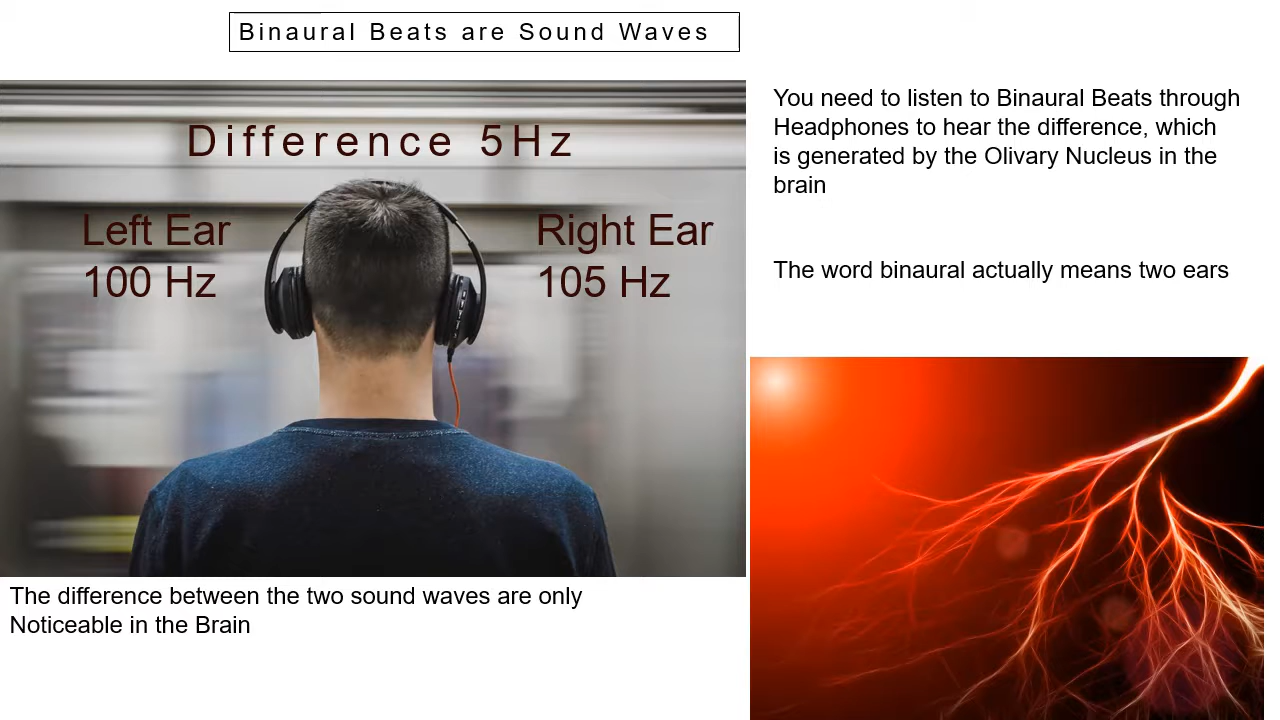 Binaural Beats are Sound Waves
Difference 5Hz
Left Ear
100 Hz
Right Ear
105 Hz
You need to listen to Binaural Beats through
Headphones to hear the difference, which
is generated by the Olivary Nucleus in the
brain
The word binaural actually means two ears
The difference between the two sound waves are only
Noticeable in the Brain